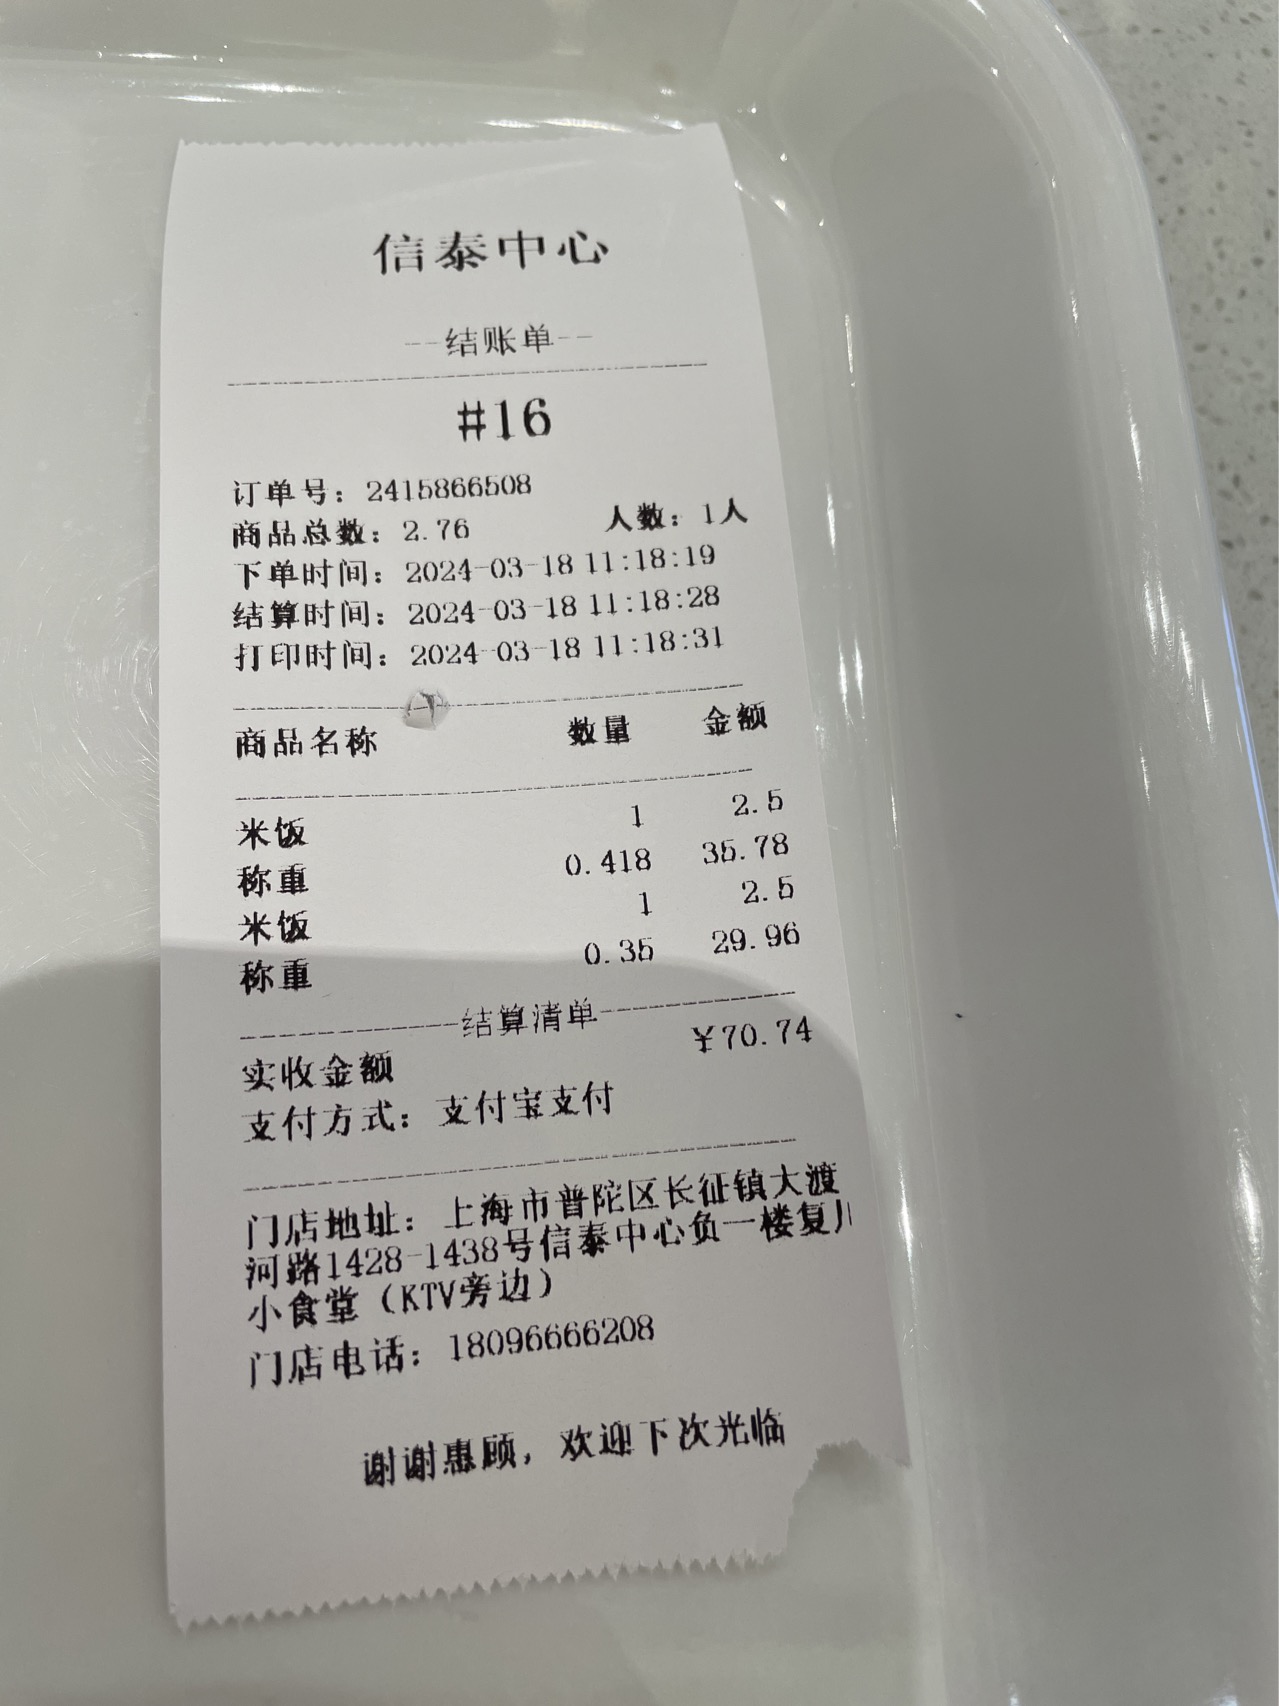 信泰中心
--结账单--
#16
订单号：2415866508
商品总数：2.76 人数：1人
下单时间：2024-03-18 11:18:19
结算时间：2024-03-18 11:18:28
打印时间：2024-03-18 11:18:31
商品名称 数量 金额
米饭 1 2.5
称重 0.418 35.78
米饭 1 2.5
称重 0.35 29.96
结算清单
实收金额 ¥70.74
支付方式：支付宝支付
门店地址：上海市普陀区长征镇大渡
河路1428-1438号信泰中心负一楼复
小食堂（KTV旁边）
门店电话：18096666208
谢谢惠顾，欢迎下次光临